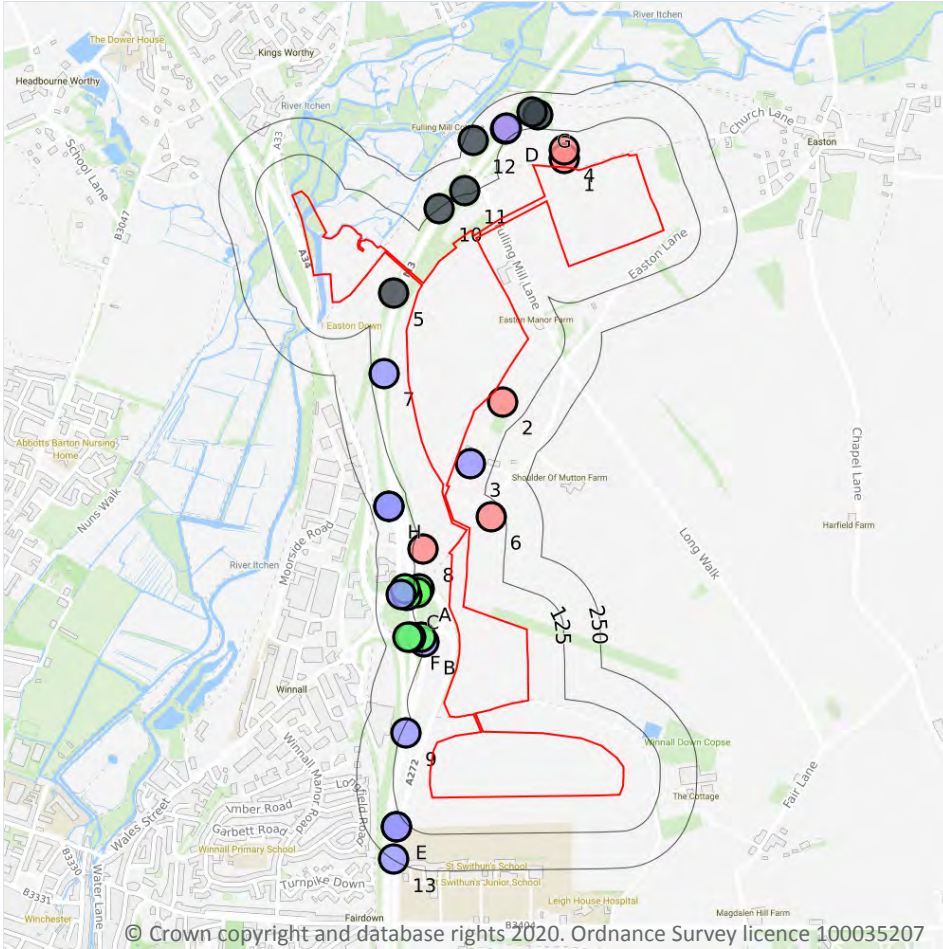 River Itchen
The Dower House
Kings Worthy
Headbourne Worthy
River Itchen
Church Lane
Easton
A33
School Lane
G
D
12
4
1
B3047
11
10
Fulling Mill Lane
Easton Lane
A34
M3
5
Easton Down
Easton Manor Farm
7
2
Abbotts Barton Nursing
Home
Chapel Lane
3
Shoulder Of Mutton Farm
Nuns Walk
Moorside Road
H
6
Harfield Farm
Long Walk
River Itchen
8
A
C
125
250
F
B
Winnall
Winnall Down Copse
9
A272
Winnall Manor Road
Longfield Road
Fair Lane
The Cottage
Wales Street
Garbett Road
Winnall Primary School
E
B3330
Water Lane
St Swithun's School
13
Swithun's Junior School
Turnpike Down
B3331
Leigh House Hospital
Winchester
Fairdown
B3404
Magdalen Hill Farm
© Crown copyright and database rights 2020. Ordnance Survey licence 100035207